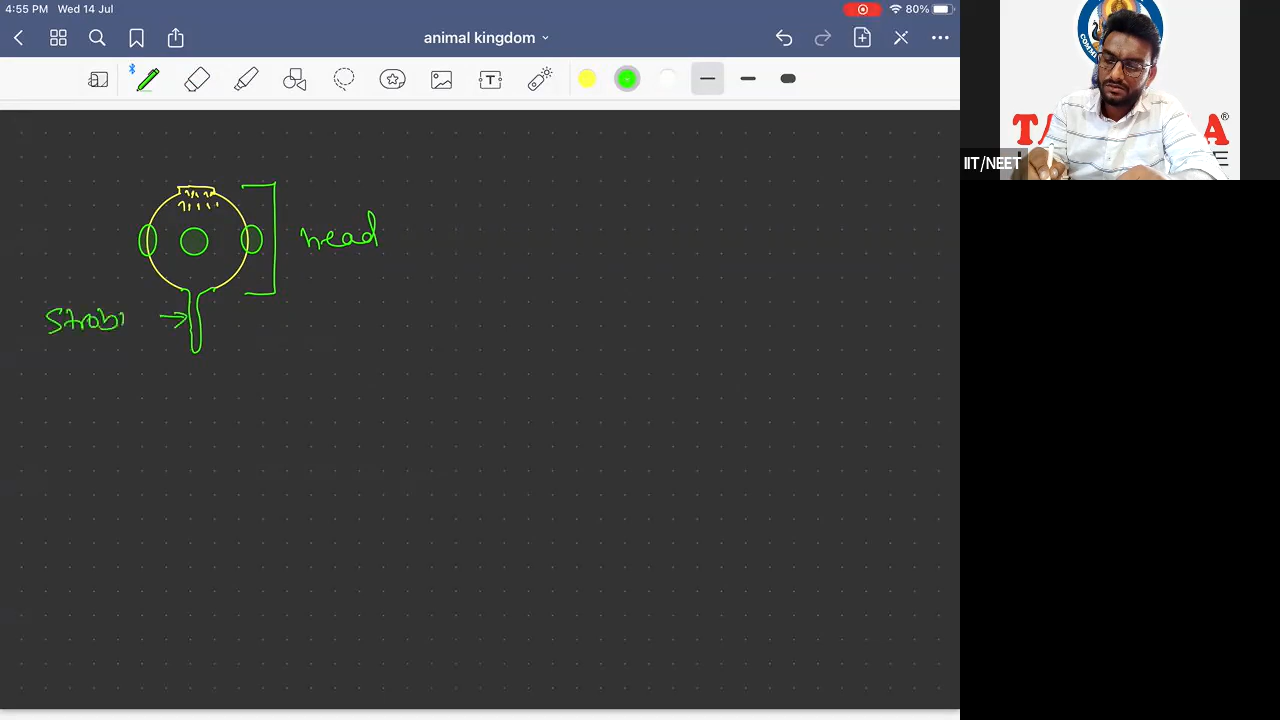 4:55 PM Wed 14 Jul
80%
animal kingdom
T
head
Strobi
IIT/NEET